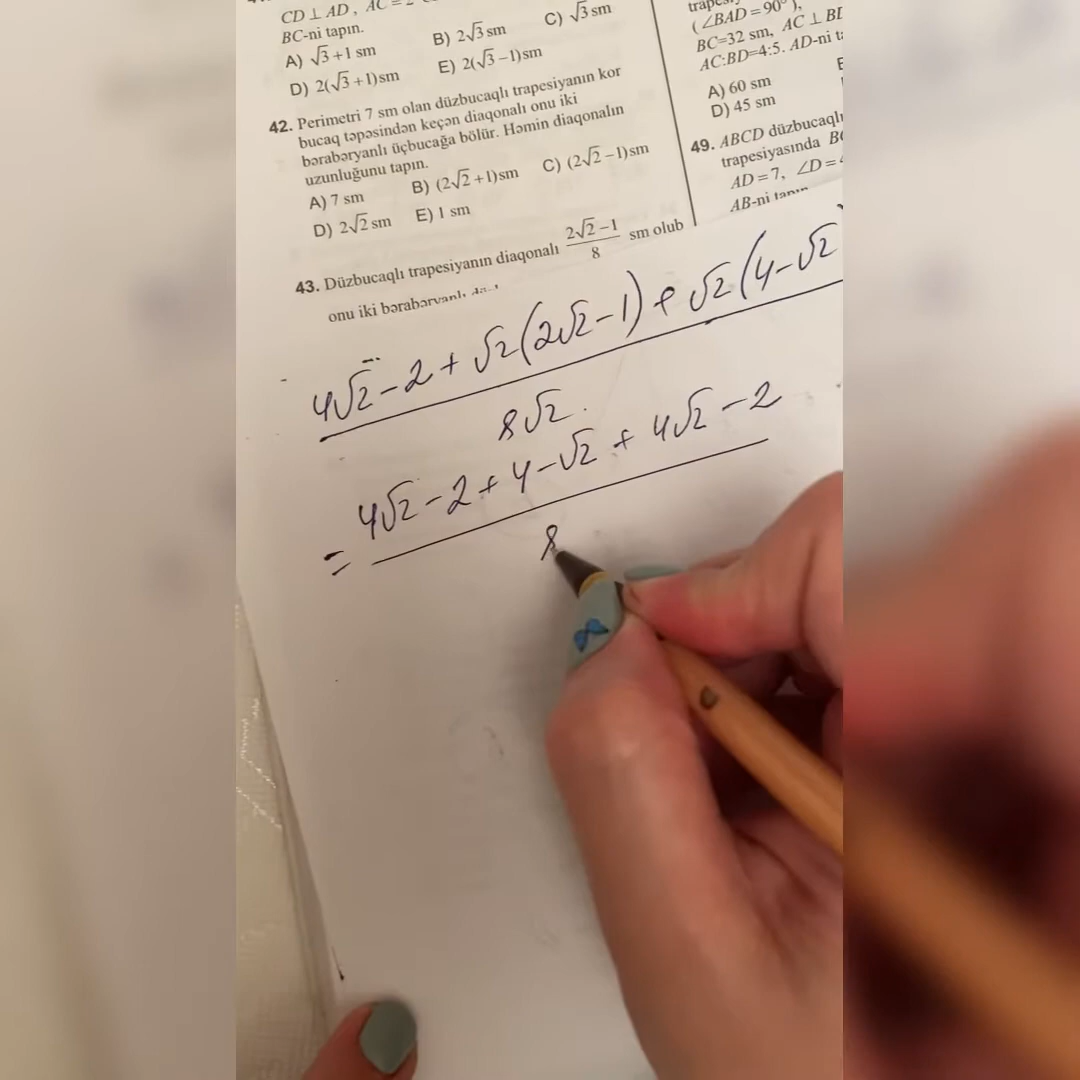 CD ⊥ AD , AC =
BC-ni tapın.
A) √3+1 sm B) 2√3 sm C) √3 sm
D) 2(√3+1)sm E) 2(√3−1)sm
42. Perimetri 7 sm olan düzbucaqlı trapesiyanın kor
bucaq təpəsindən keçən diaqonalı onu iki
bərabəryanlı üçbucağa bölür. Həmin diaqonalın
uzunluğunu tapın.
A) 7 sm B) (2√2+1)sm C) (2√2−1)sm
D) 2√2 sm E) 1 sm
43. Düzbucaqlı trapesiyanın diaqonalı (2√2−1)/8 sm olub
onu iki bərabəryanlı
(∠BAD = 90°),
BC=32 sm, AC ⊥ BD
AC:BD=4:5. AD-ni
A) 60 sm
D) 45 sm
49. ABCD düzbucaqlı
trapesiyasında
AD = 7, ∠D =
AB-ni tapın
4√2 − 2 + √2(2√2 − 1) + √2(4 − √2
8√2
= 4√2 − 2 + 4 − √2 + 4√2 − 2
8